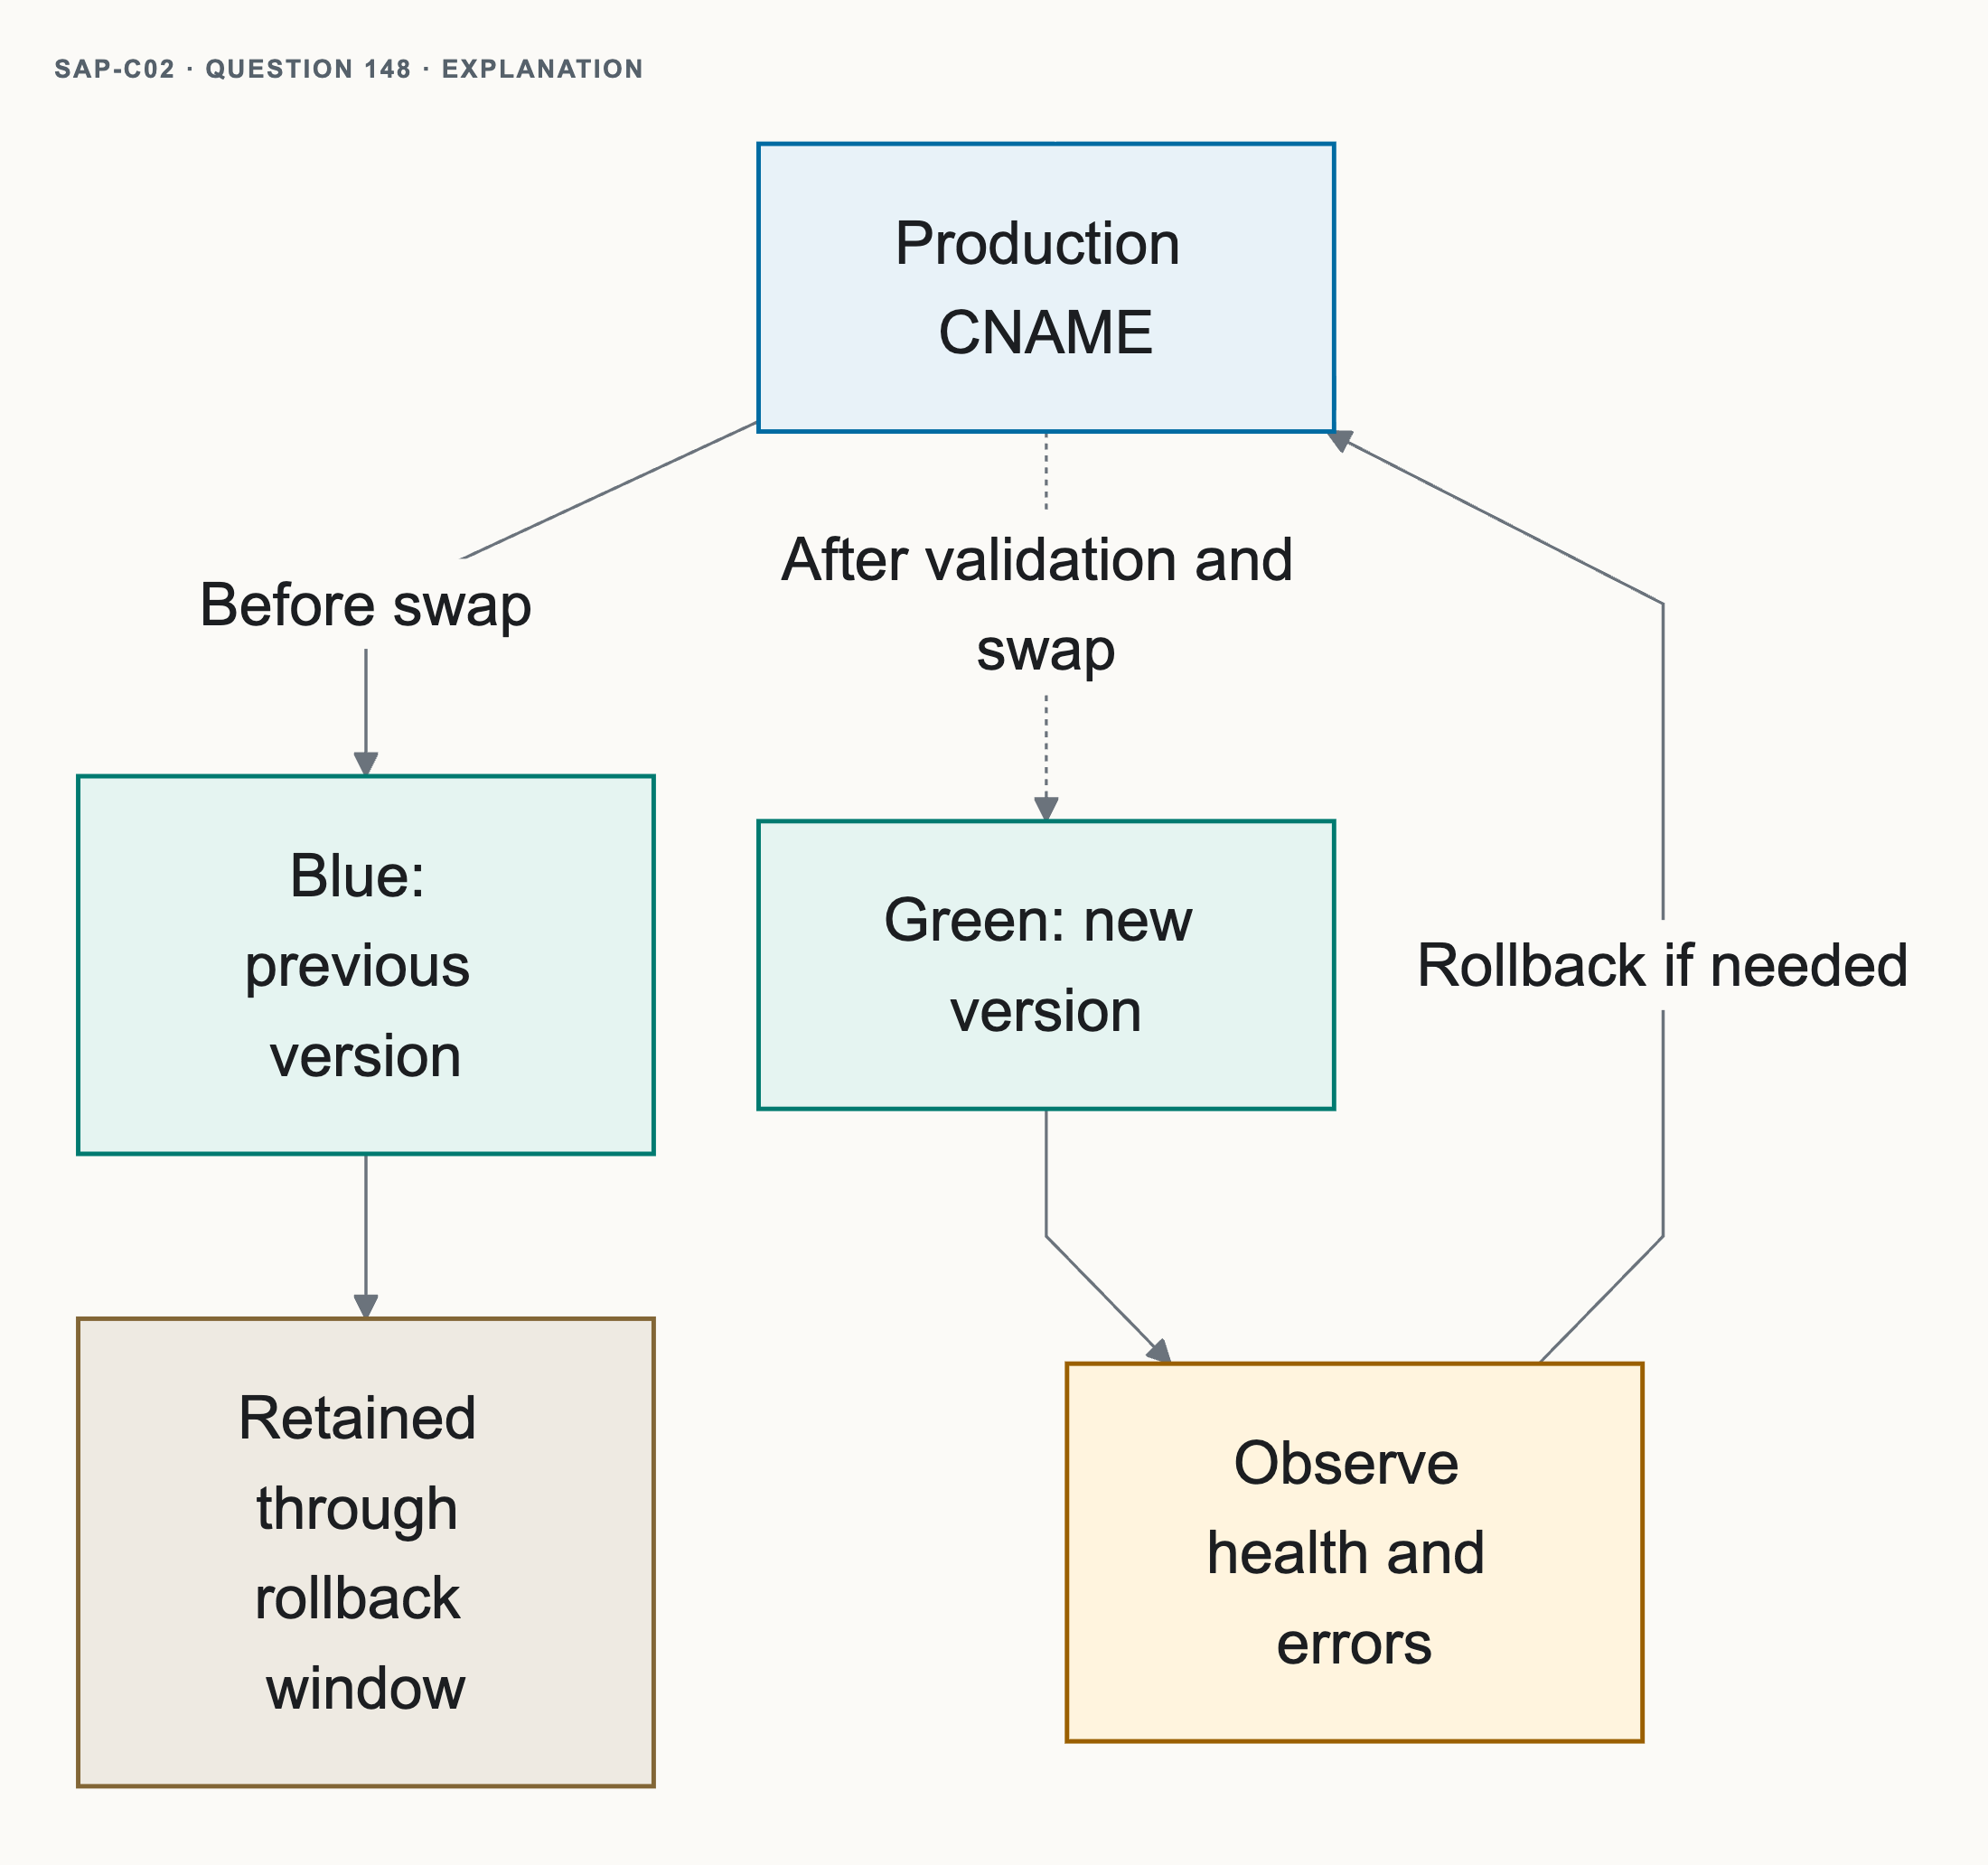 SAP-C02 · QUESTION 148 · EXPLANATION
Production
CNAME
Before swap
After validation and
swap
Blue:
previous
version
Green: new
version
Rollback if needed
Retained
through
rollback
window
Observe
health and
errors